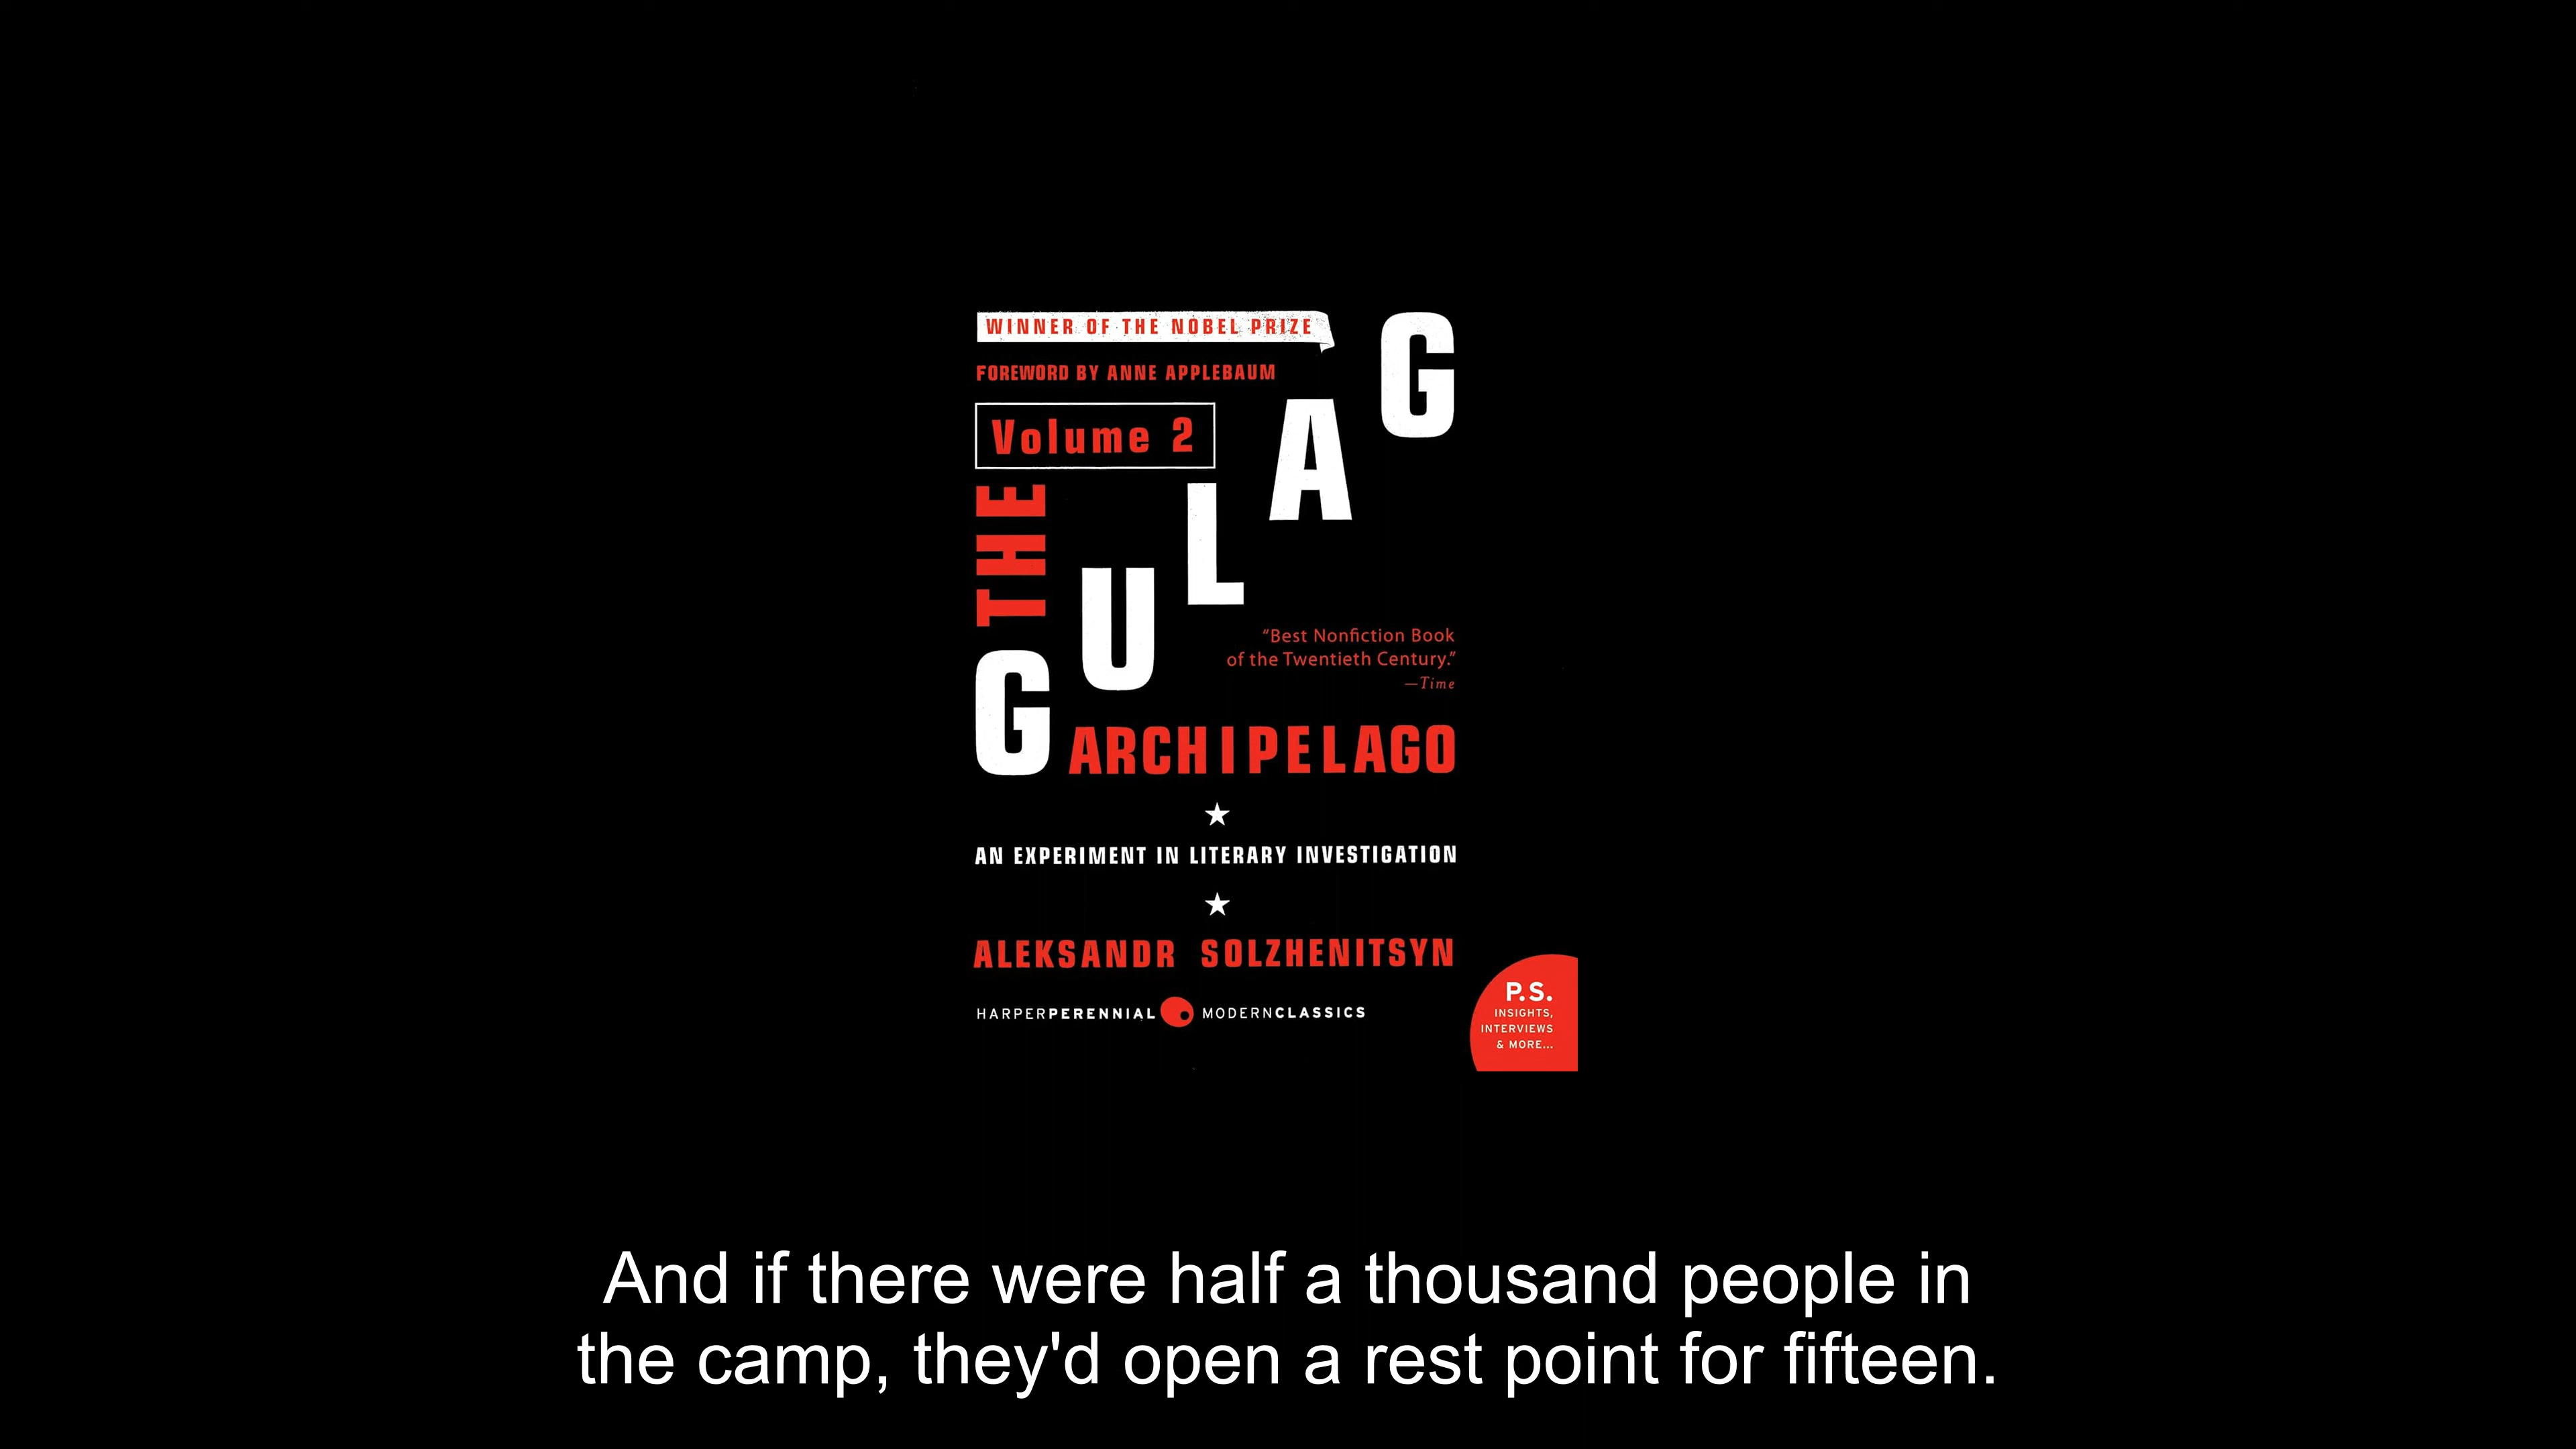 WINNER OF THE NOBEL PRIZE
FOREWORD BY ANNE APPLEBAUM
Volume 2
THE
GULAG
"Best Nonfiction Book
of the Twentieth Century."
—Time
ARCHIPELAGO
AN EXPERIMENT IN LITERARY INVESTIGATION
ALEKSANDR SOLZHENITSYN
HARPERPERENNIAL MODERNCLASSICS
P.S.
INSIGHTS,
INTERVIEWS
& MORE...
And if there were half a thousand people in
the camp, they'd open a rest point for fifteen.